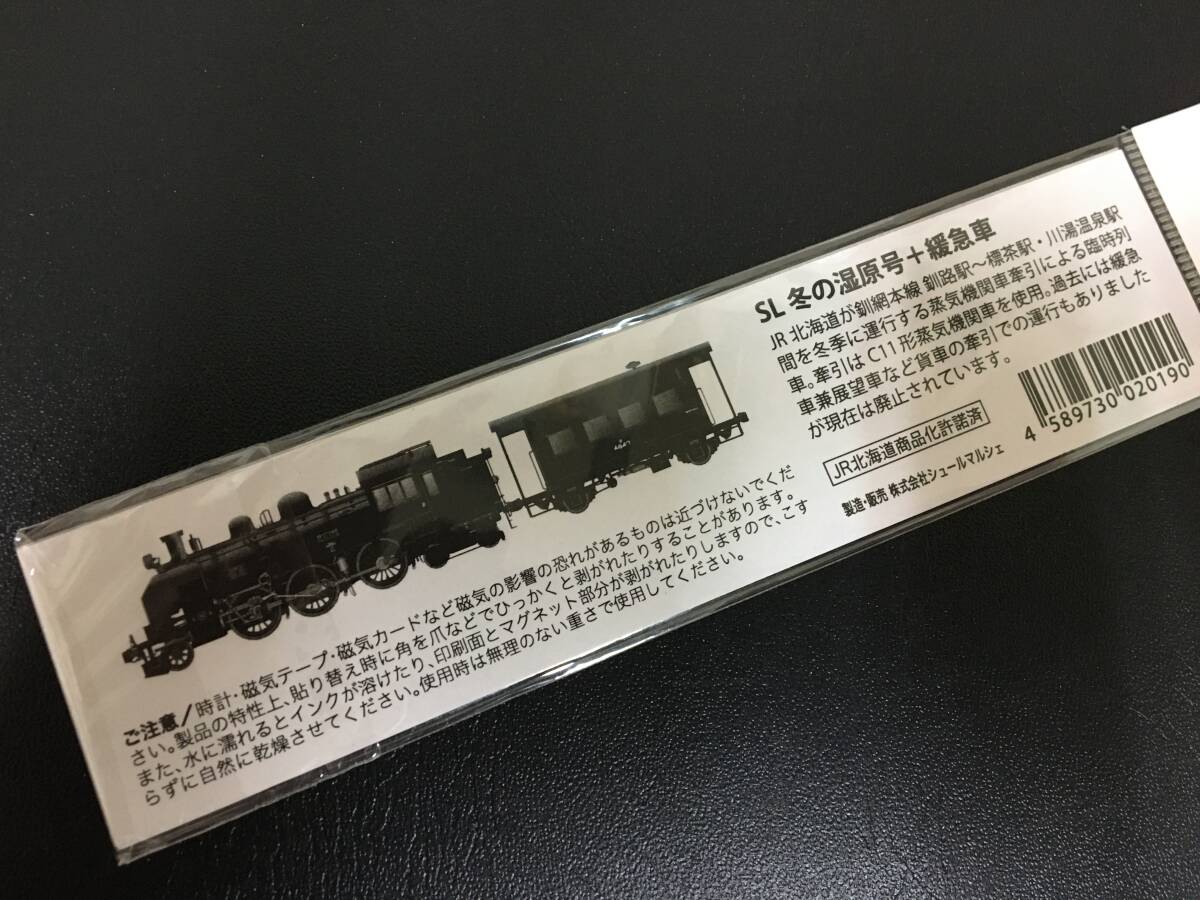 SL 冬の湿原号＋緩急車
JR 北海道が釧網本線 釧路駅～標茶駅・川湯温泉駅
間を冬季に運行する蒸気機関車牽引による臨時列
車。牽引は C11 形蒸気機関車を使用。過去には緩急
車兼展望車など貨車の牽引での運行もありました
が現在は廃止されています。
JR北海道商品化許諾済
製造・販売 株式会社シュールマルシェ
4 589730 020190
ご注意/時計・磁気テープ・磁気カードなど磁気の影響の恐れがあるものは近づけないでくだ
さい。製品の特性上、貼り替え時に角を爪などでひっかくと剥がれたりすることがあります。
また、水に濡れるとインクが溶けたり、印刷面とマグネット部分が剥がれたりしますので、こす
らずに自然に乾燥させてください。使用時は無理のない重さで使用してください。